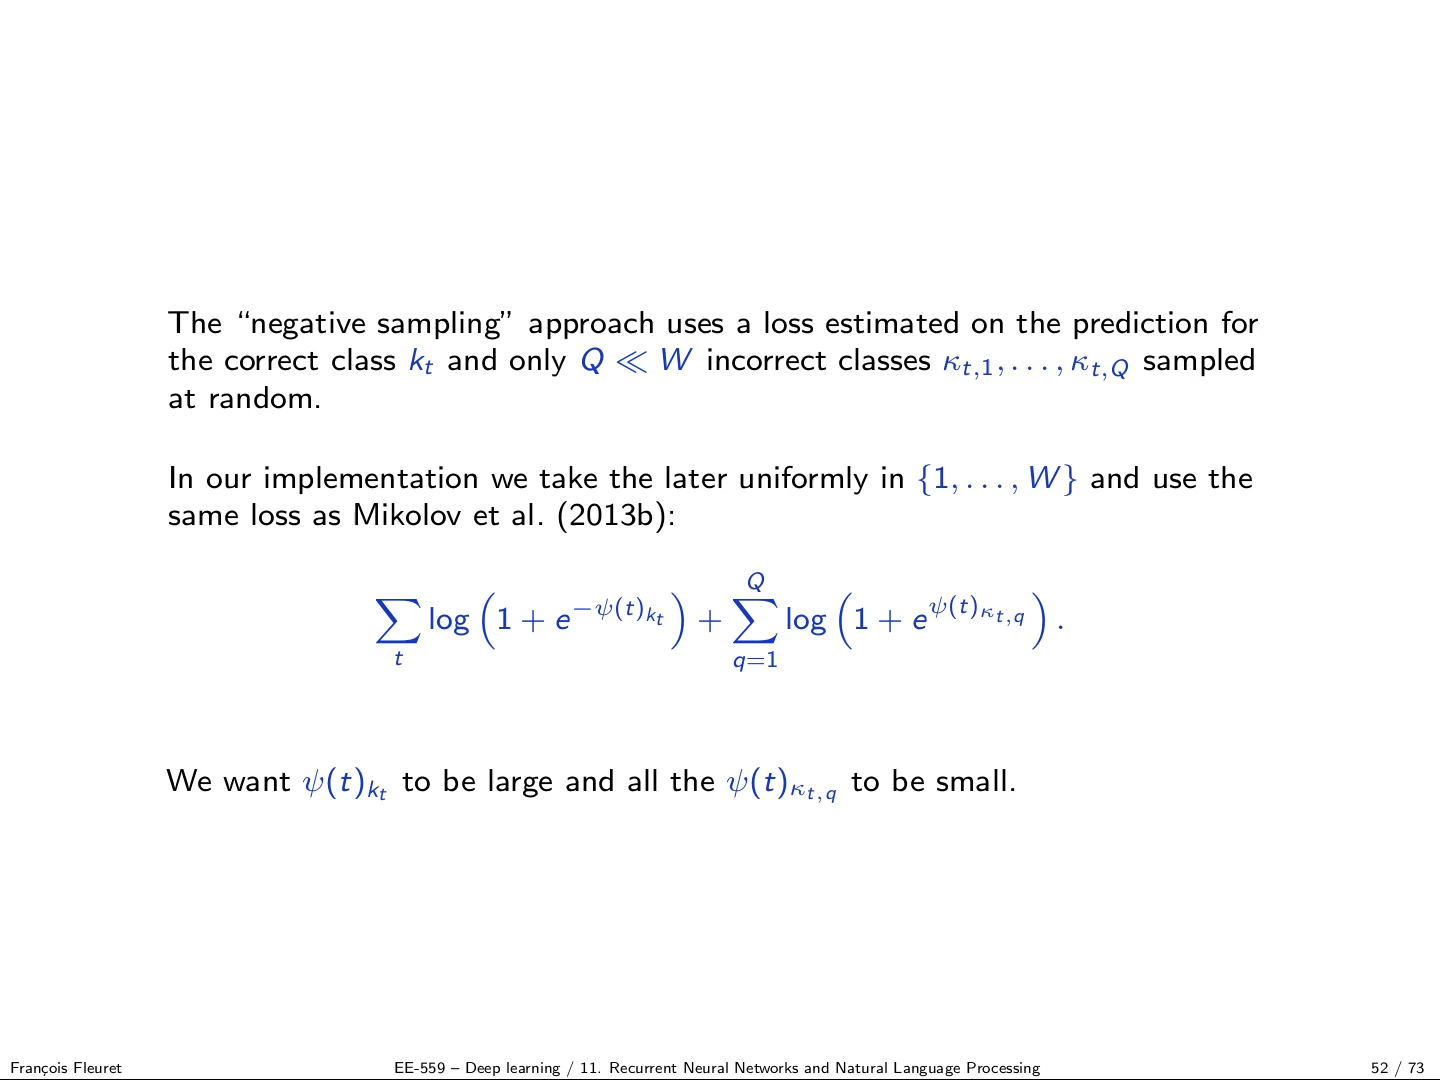 The “negative sampling” approach uses a loss estimated on the prediction for
the correct class k_t and only Q ≪ W incorrect classes κ_{t,1}, . . . , κ_{t,Q} sampled
at random.
In our implementation we take the later uniformly in {1, . . . , W} and use the
same loss as Mikolov et al. (2013b):
∑_t log (1 + e^{−ψ(t)_{k_t}}) + ∑_{q=1}^{Q} log (1 + e^{ψ(t)_{κ_{t,q}}}) .
We want ψ(t)_{k_t} to be large and all the ψ(t)_{κ_{t,q}} to be small.
François Fleuret EE-559 – Deep learning / 11. Recurrent Neural Networks and Natural Language Processing 52 / 73